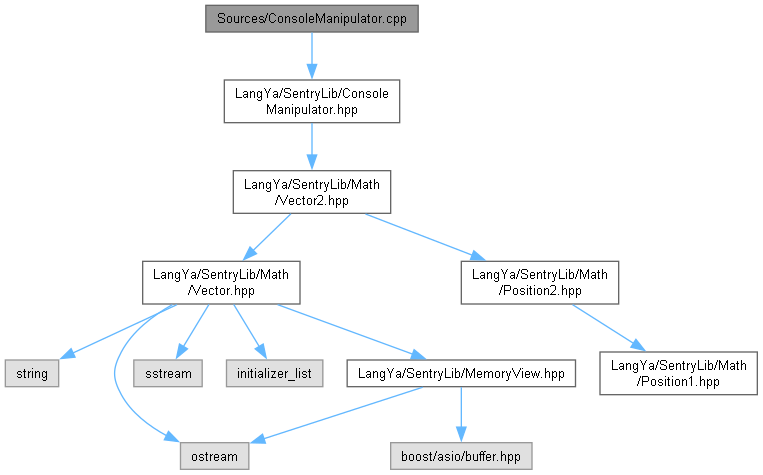 Sources/ConsoleManipulator.cpp
LangYa/SentryLib/Console
Manipulator.hpp
LangYa/SentryLib/Math
/Vector2.hpp
LangYa/SentryLib/Math
/Vector.hpp
LangYa/SentryLib/Math
/Position2.hpp
string
sstream
initializer_list
LangYa/SentryLib/MemoryView.hpp
LangYa/SentryLib/Math
/Position1.hpp
ostream
boost/asio/buffer.hpp